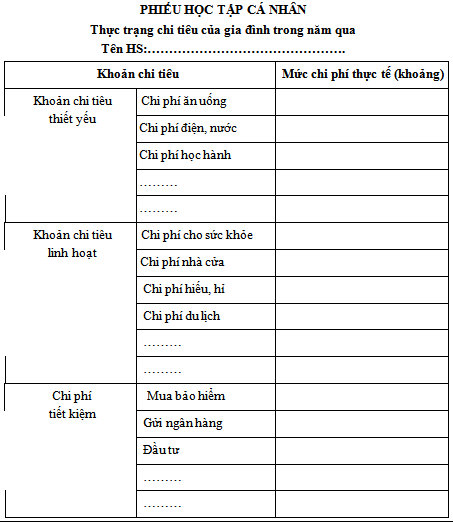 PHIẾU HỌC TẬP CÁ NHÂN
Thực trạng chi tiêu của gia đình trong năm qua
Tên HS:……………………………………….
Khoản chi tiêu Mức chi phí thực tế (khoảng)
Khoản chi tiêu thiết yếu
Chi phí ăn uống
Chi phí điện, nước
Chi phí học hành
………
………
Khoản chi tiêu linh hoạt
Chi phí cho sức khỏe
Chi phí nhà cửa
Chi phí hiếu, hỉ
Chi phí du lịch
………
………
Chi phí tiết kiệm
Mua bảo hiểm
Gửi ngân hàng
Đầu tư
………
………